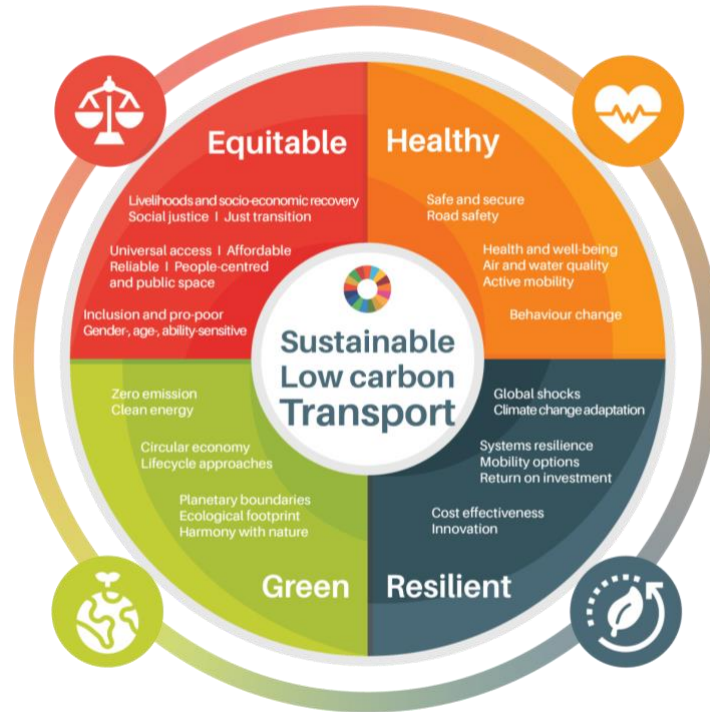 Equitable
Livelihoods and socio-economic recovery
Social justice I Just transition
Universal access I Affordable
Reliable I People-centred
and public space
Inclusion and pro-poor
Gender-, age-, ability-sensitive
Healthy
Safe and secure
Road safety
Health and well-being
Air and water quality
Active mobility
Behaviour change
Sustainable
Low carbon
Transport
Zero emission
Clean energy
Circular economy
Lifecycle approaches
Planetary boundaries
Ecological footprint
Harmony with nature
Green
Global shocks
Climate change adaptation
Systems resilience
Mobility options
Return on investment
Cost effectiveness
Innovation
Resilient